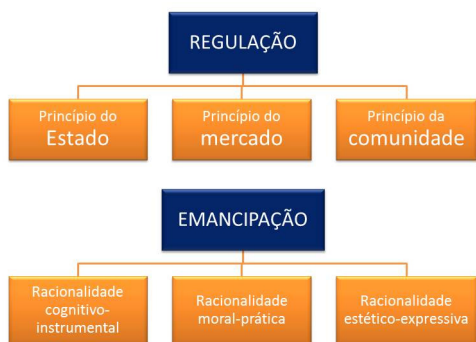 REGULAÇÃO
Princípio do
Estado
Princípio do
mercado
Princípio da
comunidade
EMANCIPAÇÃO
Racionalidade
cognitivo-
instrumental
Racionalidade
moral-prática
Racionalidade
estético-expressiva